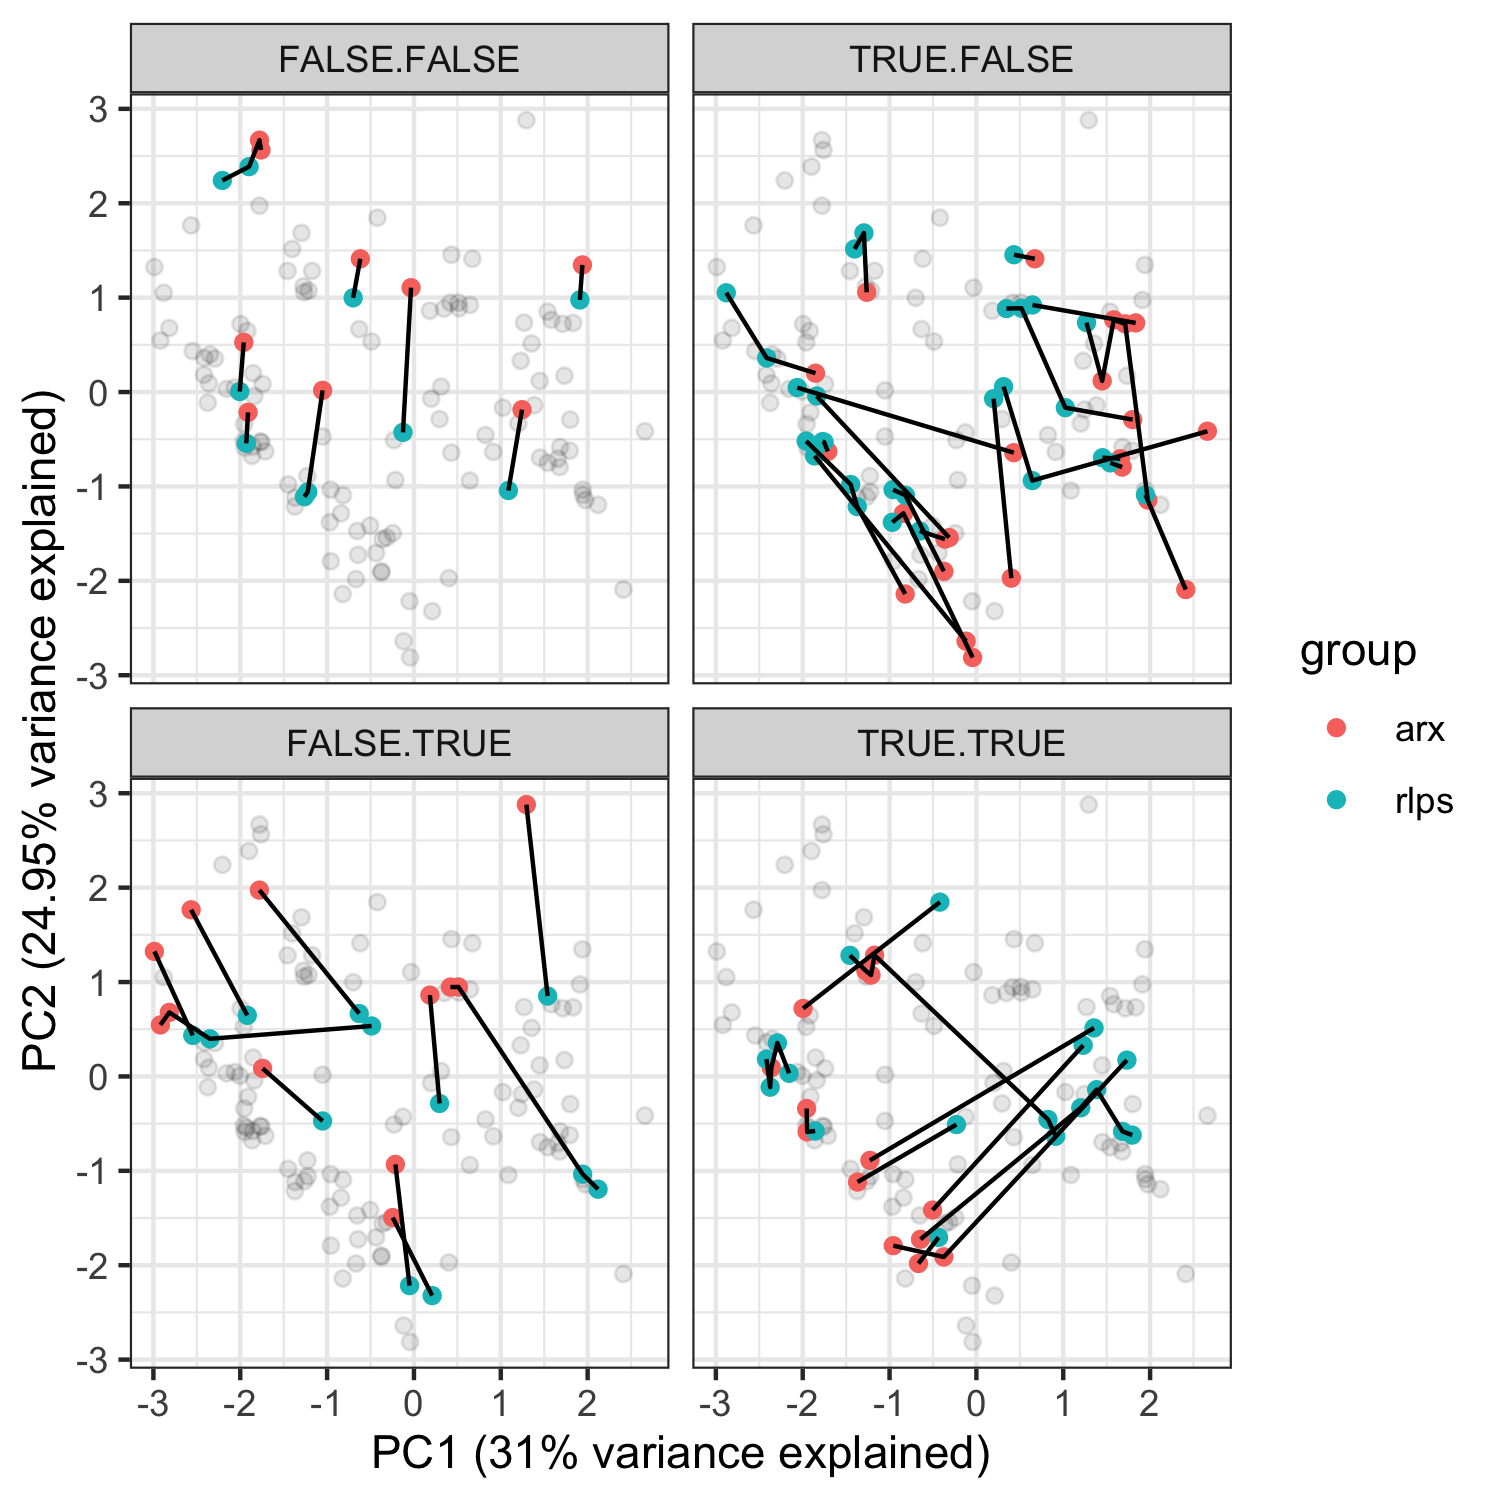 FALSE.FALSE
TRUE.FALSE
3
2
1
0
-1
-2
-3
FALSE.TRUE
TRUE.TRUE
3
2
1
0
-1
-2
-3
-3 -2 -1 0 1 2
-3 -2 -1 0 1 2
PC1 (31% variance explained)
PC2 (24.95% variance explained)
group
arx
rlps